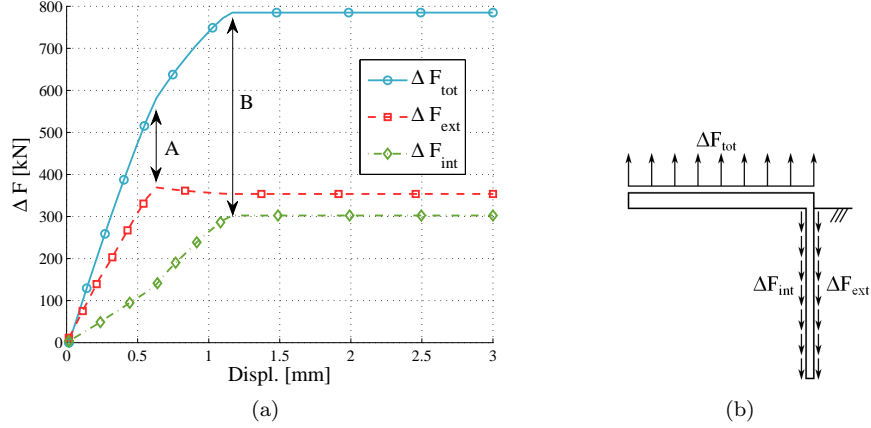 800
700
600
500
400
300
200
100
0
Δ F [kN]
0
0.5
1
1.5
2
2.5
3
Displ. [mm]
A
B
Δ F_tot
Δ F_ext
Δ F_int
(a)
ΔF_tot
ΔF_int
ΔF_ext
(b)